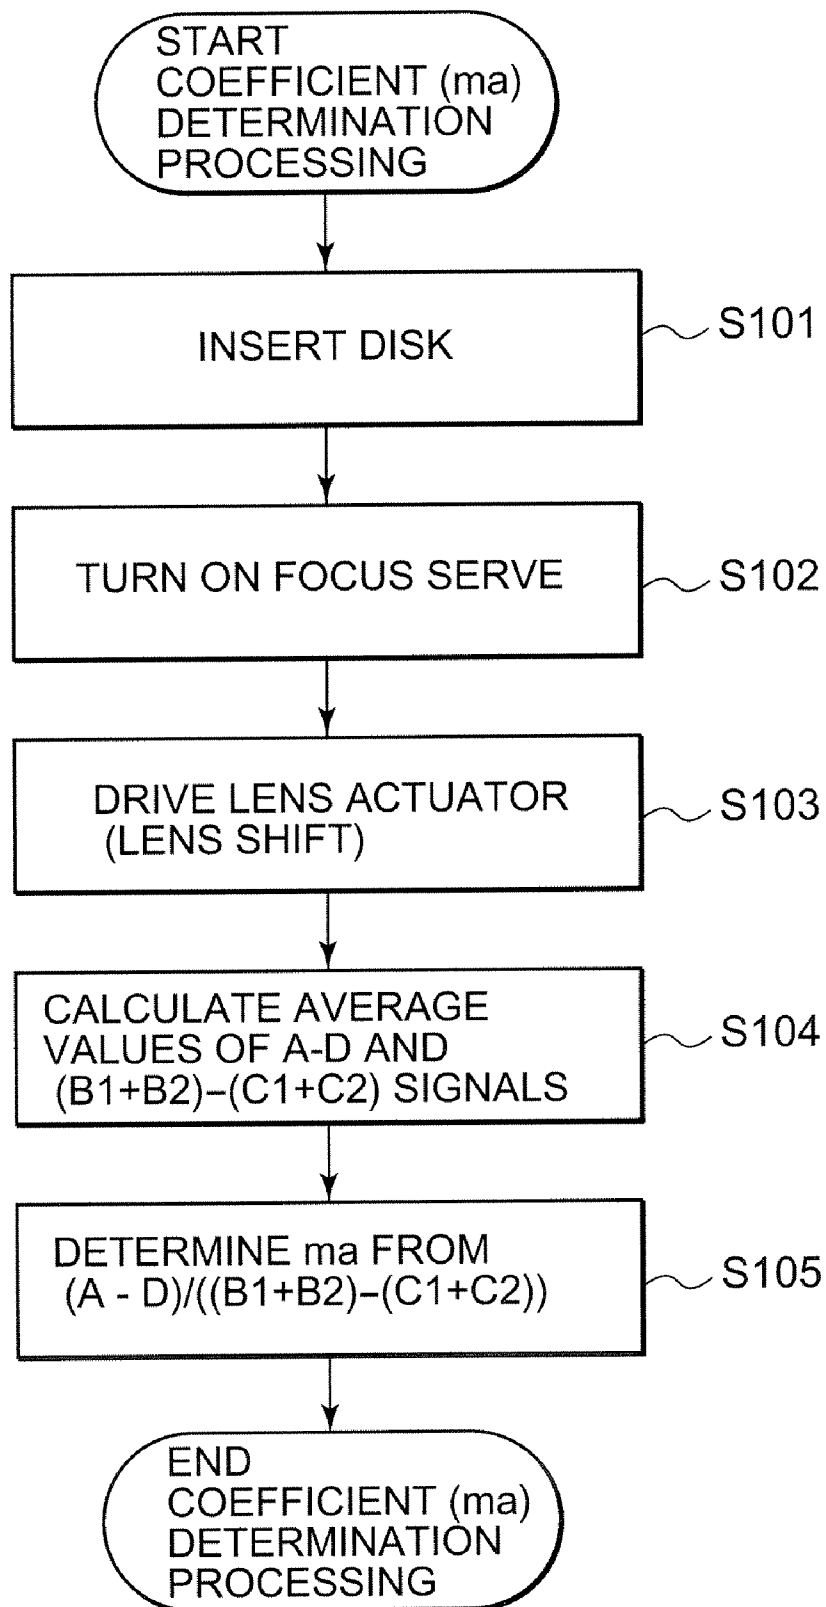 START
COEFFICIENT (ma)
DETERMINATION
PROCESSING
INSERT DISK
S101
TURN ON FOCUS SERVE
S102
DRIVE LENS ACTUATOR
(LENS SHIFT)
S103
CALCULATE AVERAGE
VALUES OF A-D AND
(B1+B2)–(C1+C2) SIGNALS
S104
DETERMINE ma FROM
(A - D)/((B1+B2)–(C1+C2))
S105
END
COEFFICIENT (ma)
DETERMINATION
PROCESSING